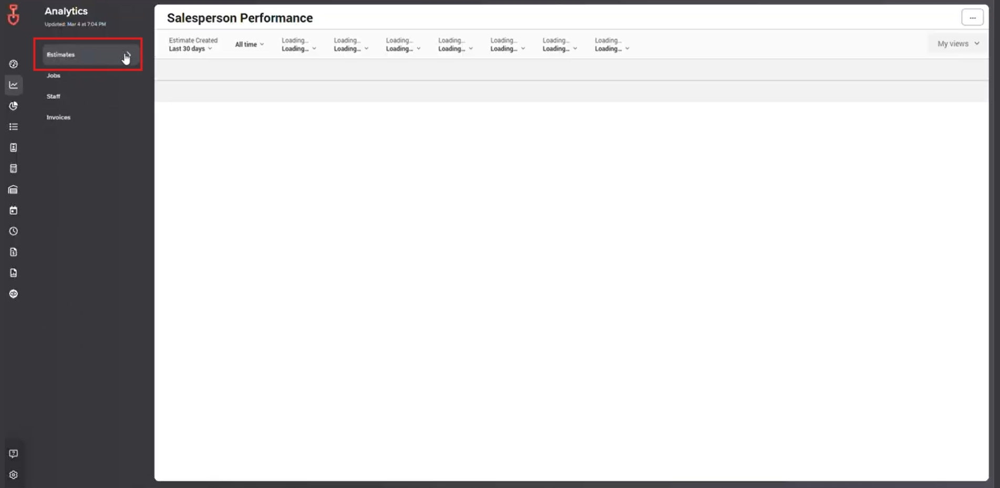 Analytics
Updated: Mar 4 at 7:04 PM
Estimates
Jobs
Staff
Invoices
Salesperson Performance
...
Estimate Created
Last 30 days
All time
Loading...
Loading...
Loading...
Loading...
Loading...
Loading...
Loading...
Loading...
Loading...
Loading...
Loading...
Loading...
Loading...
Loading...
My views